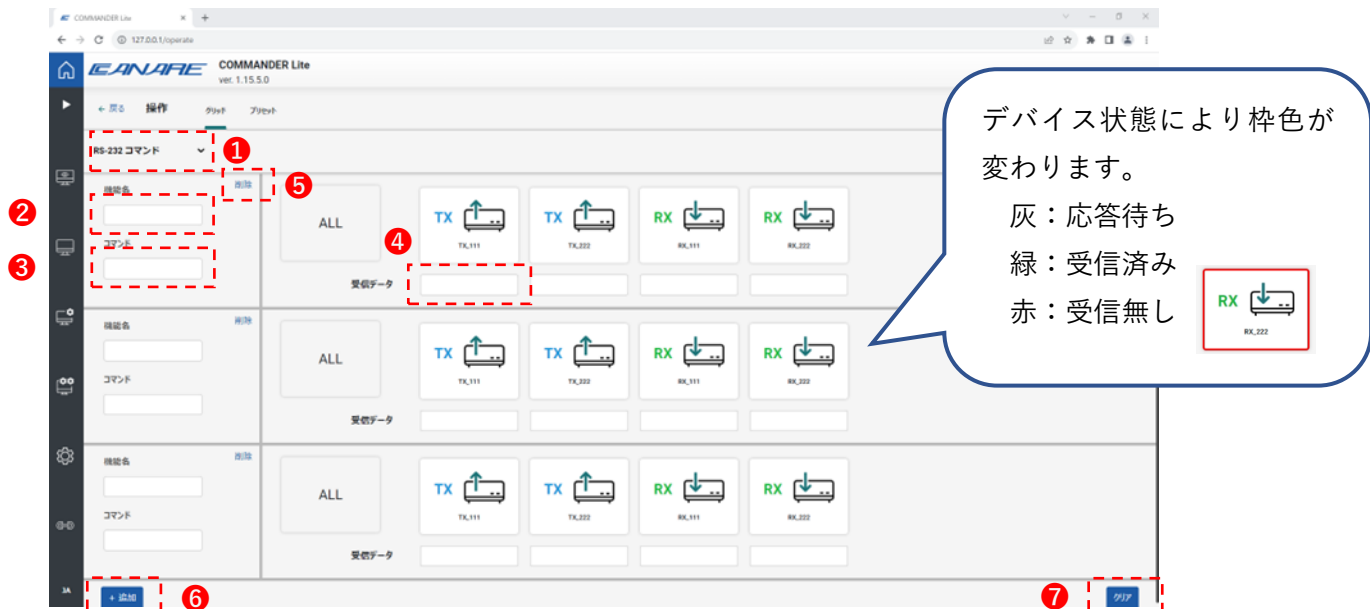 COMMANDER Lite
127.0.0.1/operate
CANARE COMMANDER Lite
ver. 1.15.5.0
← 戻る 操作 グリッド プリセット
RS-232 コマンド
1
機能名 削除
5
2
コマンド
3
ALL
TX TX RX RX
TX_111 TX_222 RX_111 RX_222
4
受信データ
機能名 削除
コマンド
ALL
TX TX RX RX
TX_111 TX_222 RX_111 RX_222
受信データ
機能名 削除
コマンド
ALL
TX TX RX RX
TX_111 TX_222 RX_111 RX_222
受信データ
JA
+ 追加
6
7
クリア
デバイス状態により枠色が
変わります。
灰：応答待ち
緑：受信済み
赤：受信無し
RX
RX_222